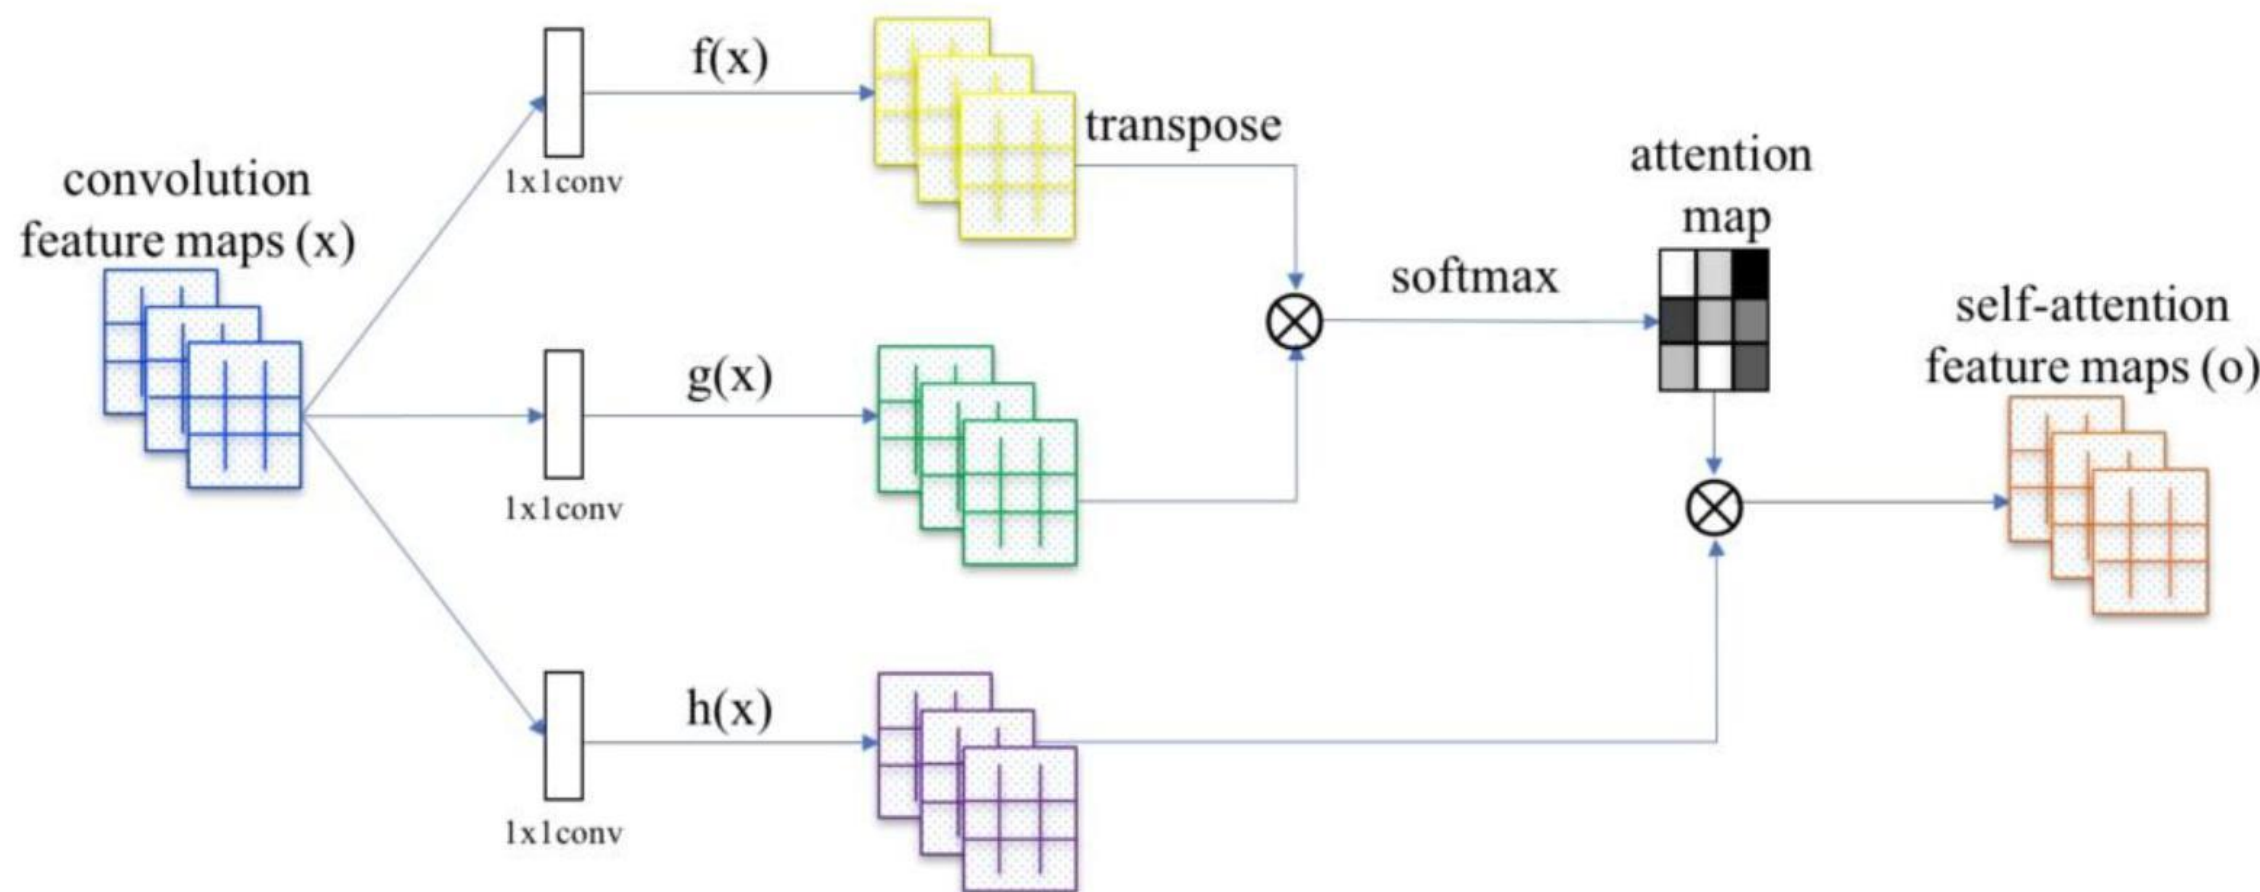 convolution
feature maps (x)
f(x)
1x1conv
transpose
g(x)
1x1conv
h(x)
1x1conv
softmax
attention
map
self-attention
feature maps (o)